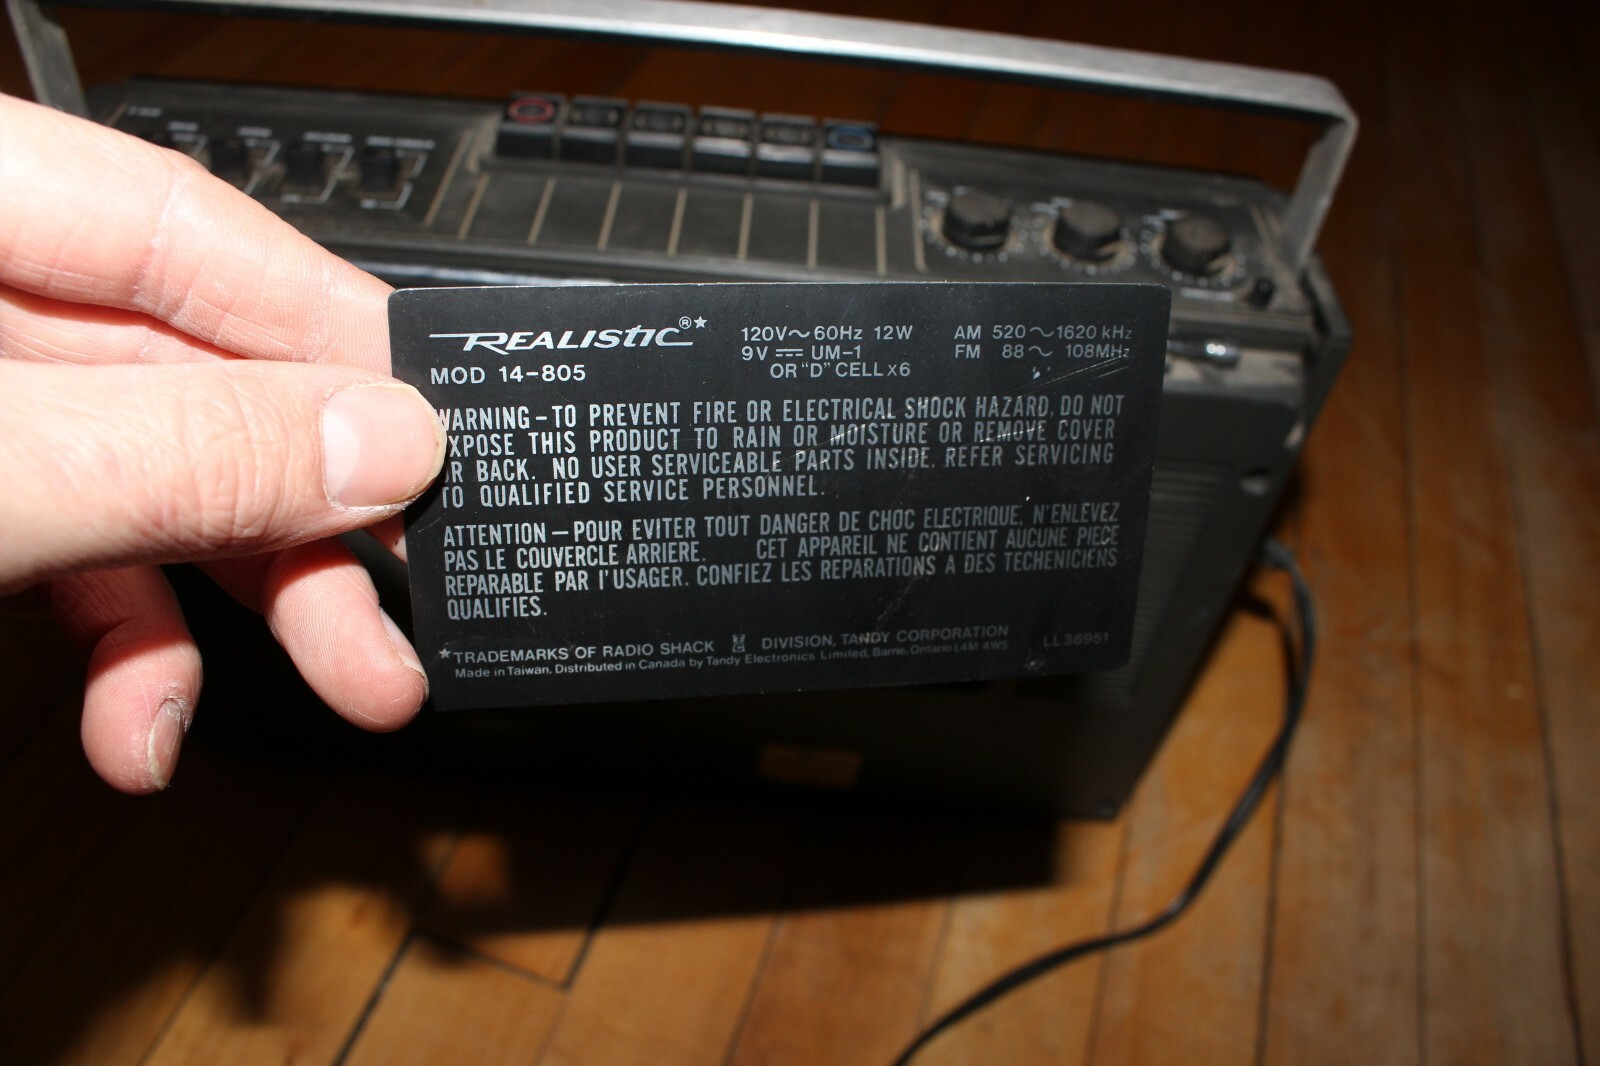 REALISTIC®★
MOD 14-805
120V~60Hz 12W
9V ⎓ UM-1
OR "D" CELL x6
AM 520~1620 kHz
FM 88~ 108MHz
WARNING-TO PREVENT FIRE OR ELECTRICAL SHOCK HAZARD, DO NOT
XPOSE THIS PRODUCT TO RAIN OR MOISTURE OR REMOVE COVER
OR BACK. NO USER SERVICEABLE PARTS INSIDE. REFER SERVICING
TO QUALIFIED SERVICE PERSONNEL.
ATTENTION-POUR EVITER TOUT DANGER DE CHOC ELECTRIQUE, N'ENLEVEZ
PAS LE COUVERCLE ARRIERE. CET APPAREIL NE CONTIENT AUCUNE PIECE
REPARABLE PAR l'USAGER. CONFIEZ LES REPARATIONS A DES TECHENICIENS
QUALIFIES.
★TRADEMARKS OF RADIO SHACK DIVISION, TANDY CORPORATION
Made in Taiwan, Distributed in Canada by Tandy Electronics Limited, Barrie, Ontario L4M 4W5
LL36951